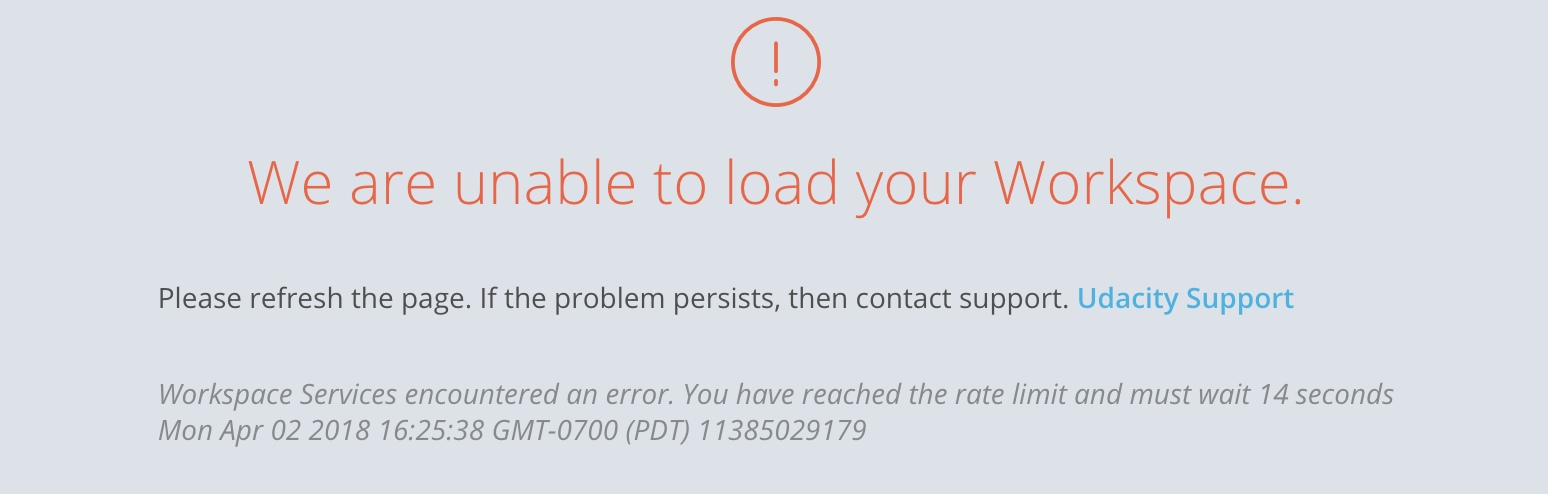 We are unable to load your Workspace.
Please refresh the page. If the problem persists, then contact support. Udacity Support
Workspace Services encountered an error. You have reached the rate limit and must wait 14 seconds
Mon Apr 02 2018 16:25:38 GMT-0700 (PDT) 11385029179